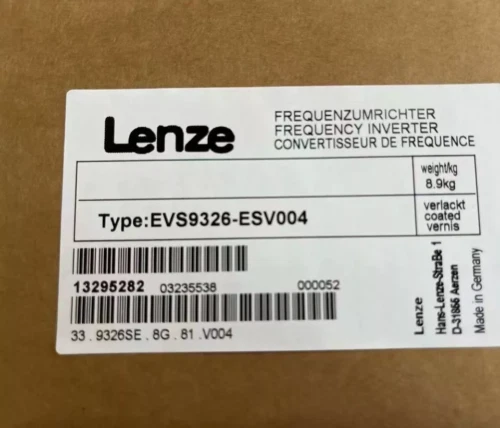 Lenze
FREQUENZUMRICHTER
FREQUENCY INVERTER
CONVERTISSEUR DE FREQUENCE
weight/kg
8.9kg
Type:EVS9326-ESV004
verlackt
coated
vernis
13295282 03235538 000052
33 . 9326SE . 8G . 81 .V004
Lenze
Hans-Lenze-Straße 1
D-31855 Aerzen
Made in Germany